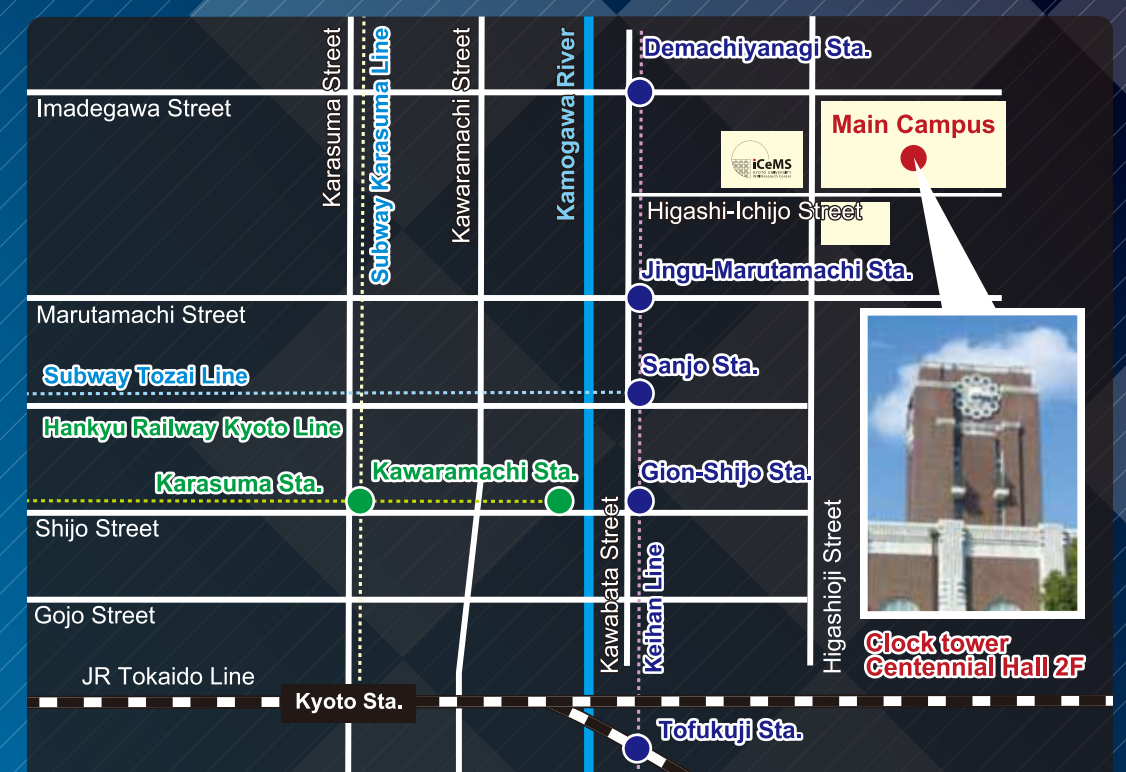 Demachiyanagi Sta.
Imadegawa Street
Karasuma Street
Subway Karasuma Line
Kawaramachi Street
Kamogawa River
Main Campus
iCeMS
KYOTO UNIVERSITY
Higashi-Ichijo Street
Jingu-Marutamachi Sta.
Marutamachi Street
Sanjo Sta.
Subway Tozai Line
Hankyu Railway Kyoto Line
Karasuma Sta.
Kawaramachi Sta.
Gion-Shijo Sta.
Shijo Street
Kawabata Street
Keihan Line
Higashioji Street
Gojo Street
Clock tower
Centennial Hall 2F
JR Tokaido Line
Kyoto Sta.
Tofukuji Sta.